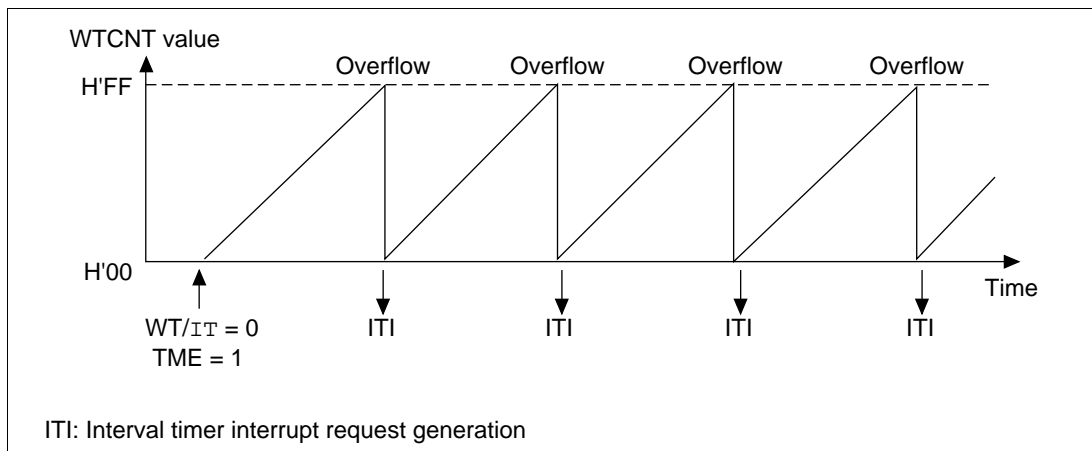 WTCNT value
Overflow Overflow Overflow Overflow
H'FF
H'00
Time
WT/IT = 0 ITI ITI ITI ITI
TME = 1
ITI: Interval timer interrupt request generation